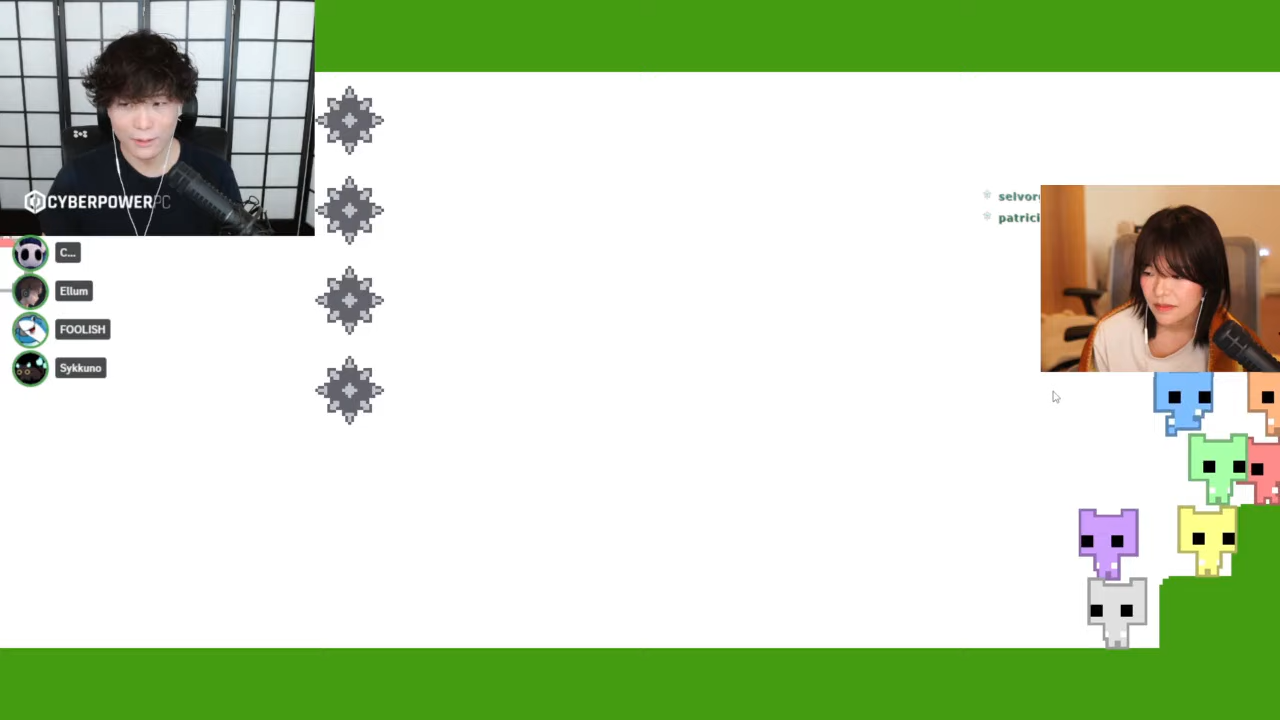 CYBERPOWERPC
C...
Ellum
FOOLISH
Sykkuno
selvor
patrici